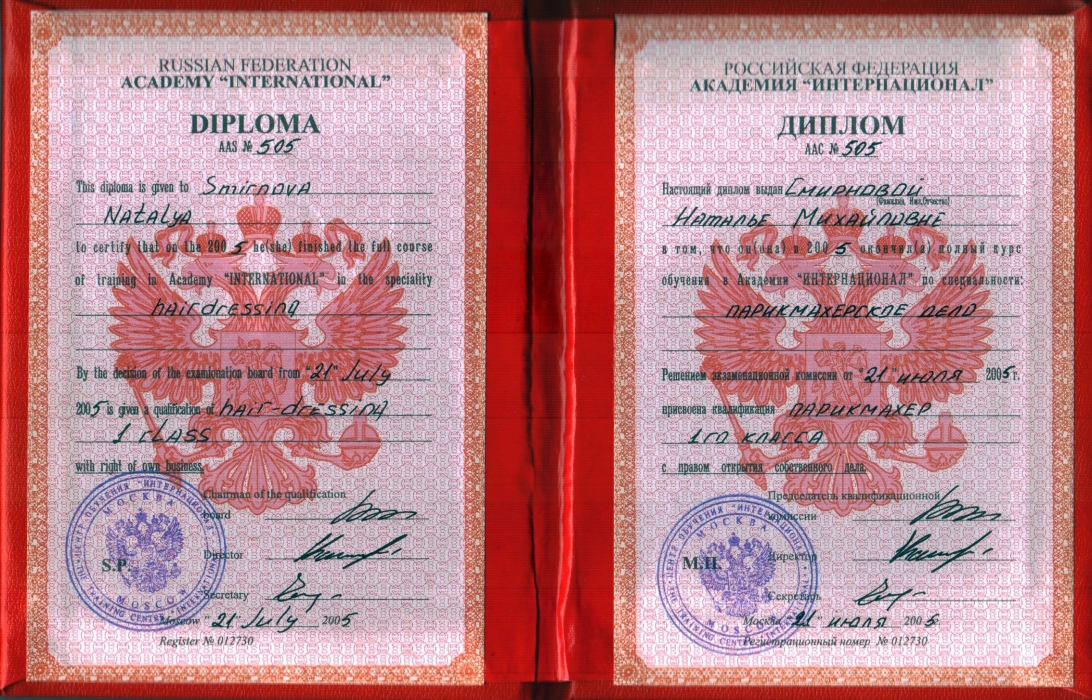 RUSSIAN FEDERATION
ACADEMY “INTERNATIONAL”
DIPLOMA
AAS № 505
This diploma is given to Smirnova
Natalya
to certify that on the 2005 he(she) finished the full course
of training in Academy “INTERNATIONAL” in the speciality
hairdressing
By the decision of the examination board from “21” July
2005 is given a qualification of hair-dressing
1 class
with right of own business.
Chairman of the qualification
board
Director
S.P.
Secretary
Moscow “21” July 2005
Register № 012730
РОССИЙСКАЯ ФЕДЕРАЦИЯ
АКАДЕМИЯ “ИНТЕРНАЦИОНАЛ”
ДИПЛОМ
ААС № 505
Настоящий диплом выдан Смирновой
(Фамилия, Имя, Отчество)
Наталье Михайловне
в том, что он(она) в 2005 окончил(а) полный курс
обучения в Академии “ИНТЕРНАЦИОНАЛ” по специальности:
парикмахерское дело
Решением экзаменационной комиссии от “21” июля 2005г.
присвоена квалификация парикмахер
1го класса
с правом открытия собственного дела.
Председатель квалификационной
комиссии
Директор
М.П.
Секретарь
Москва “21” июля 2005
Регистрационный номер № 012730